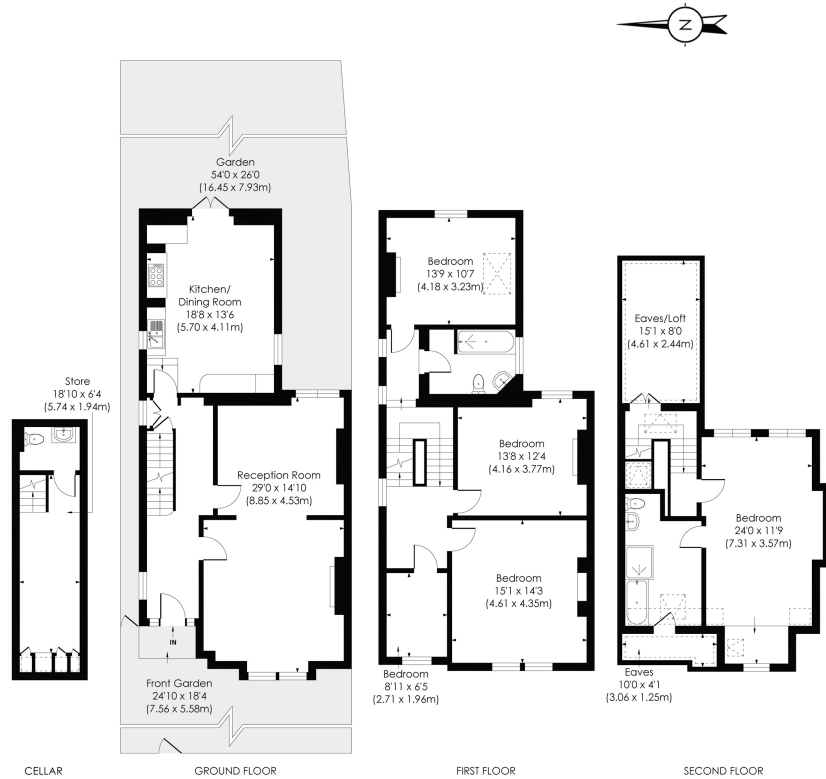 Z
Garden
54'0 x 26'0
(16.45 x 7.93m)
Kitchen/
Dining Room
18'8 x 13'6
(5.70 x 4.11m)
Store
18'10 x 6'4
(5.74 x 1.94m)
Reception Room
29'0 x 14'10
(8.85 x 4.53m)
IN
Front Garden
24'10 x 18'4
(7.56 x 5.58m)
Bedroom
13'9 x 10'7
(4.18 x 3.23m)
Bedroom
13'8 x 12'4
(4.16 x 3.77m)
Bedroom
15'1 x 14'3
(4.61 x 4.35m)
Bedroom
8'11 x 6'5
(2.71 x 1.96m)
Eaves/Loft
15'1 x 8'0
(4.61 x 2.44m)
Bedroom
24'0 x 11'9
(7.31 x 3.57m)
Eaves
10'0 x 4'1
(3.06 x 1.25m)
CELLAR
GROUND FLOOR
FIRST FLOOR
SECOND FLOOR